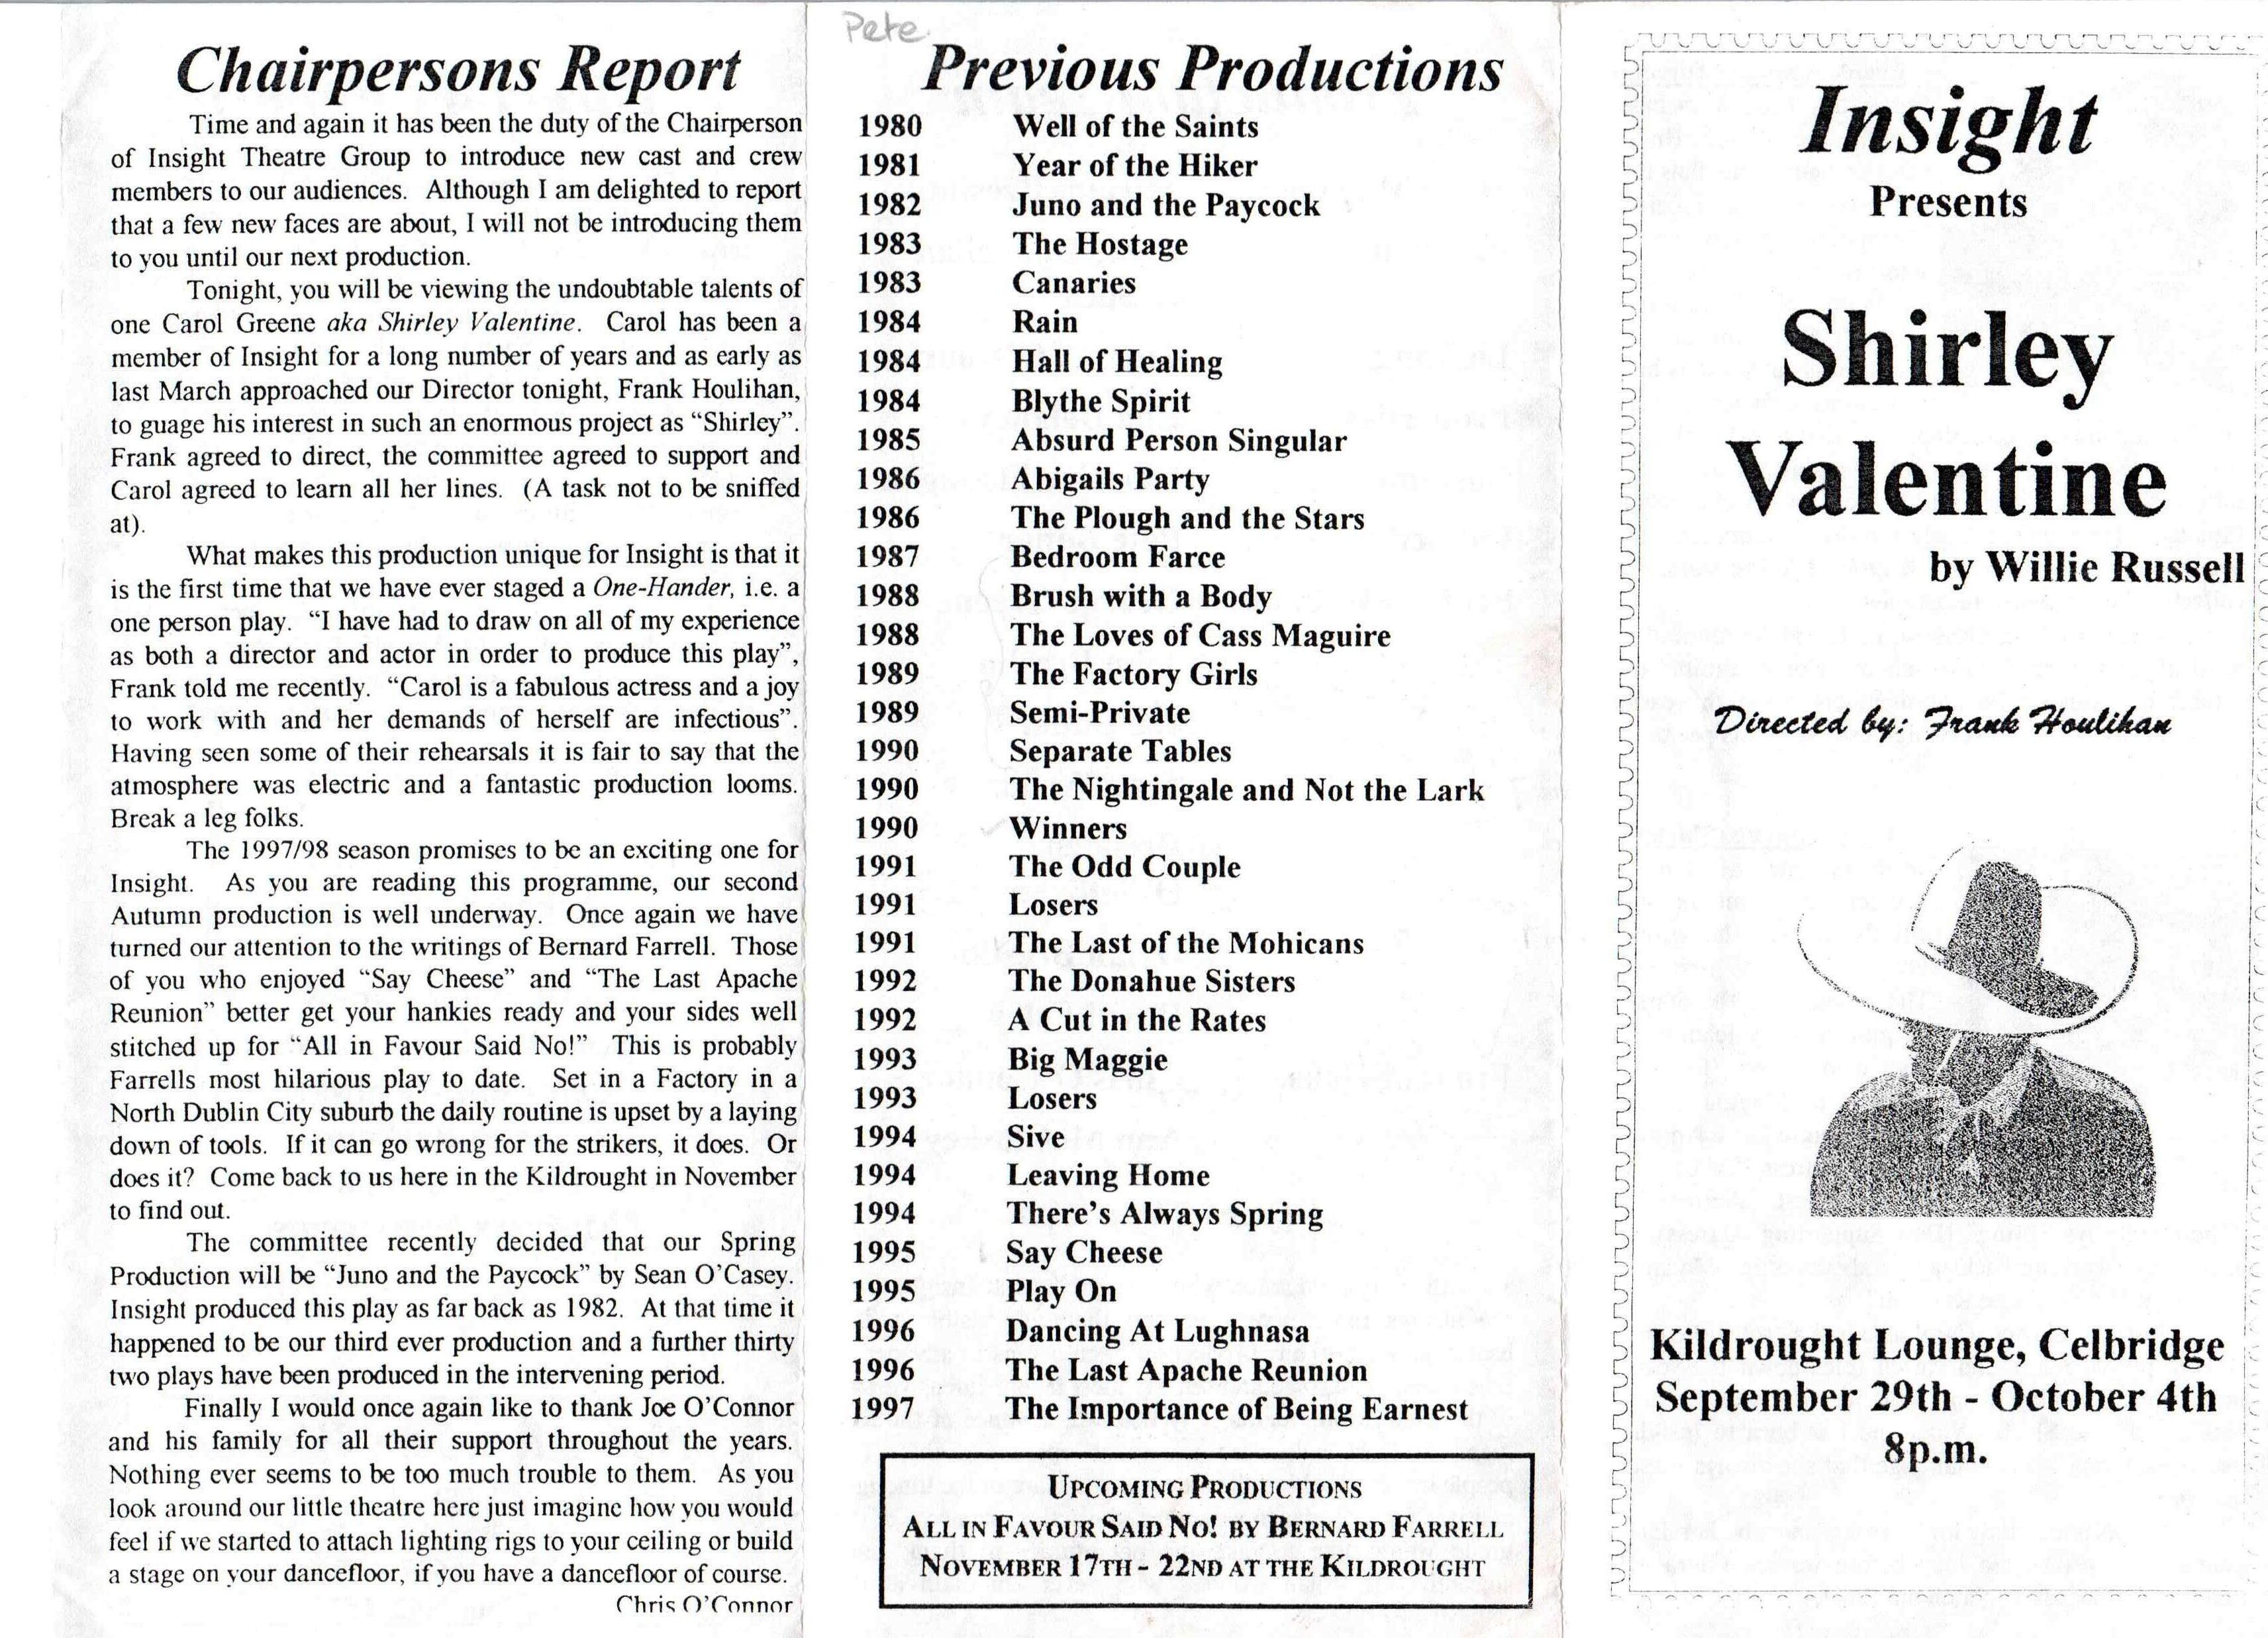 Chairpersons Report
Time and again it has been the duty of the Chairperson
of Insight Theatre Group to introduce new cast and crew
members to our audiences. Although I am delighted to report
that a few new faces are about, I will not be introducing them
to you until our next production.
Tonight, you will be viewing the undoubtable talents of
one Carol Greene aka Shirley Valentine. Carol has been a
member of Insight for a long number of years and as early as
last March approached our Director tonight, Frank Houlihan,
to guage his interest in such an enormous project as “Shirley”.
Frank agreed to direct, the committee agreed to support and
Carol agreed to learn all her lines. (A task not to be sniffed
at).
What makes this production unique for Insight is that it
is the first time that we have ever staged a One-Hander, i.e. a
one person play. “I have had to draw on all of my experience
as both a director and actor in order to produce this play”,
Frank told me recently. “Carol is a fabulous actress and a joy
to work with and her demands of herself are infectious”.
Having seen some of their rehearsals it is fair to say that the
atmosphere was electric and a fantastic production looms.
Break a leg folks.
The 1997/98 season promises to be an exciting one for
Insight. As you are reading this programme, our second
Autumn production is well underway. Once again we have
turned our attention to the writings of Bernard Farrell. Those
of you who enjoyed “Say Cheese” and “The Last Apache
Reunion” better get your hankies ready and your sides well
stitched up for “All in Favour Said No!” This is probably
Farrells most hilarious play to date. Set in a Factory in a
North Dublin City suburb the daily routine is upset by a laying
down of tools. If it can go wrong for the strikers, it does. Or
does it? Come back to us here in the Kildrought in November
to find out.
The committee recently decided that our Spring
Production will be “Juno and the Paycock” by Sean O’Casey.
Insight produced this play as far back as 1982. At that time it
happened to be our third ever production and a further thirty
two plays have been produced in the intervening period.
Finally I would once again like to thank Joe O’Connor
and his family for all their support throughout the years.
Nothing ever seems to be too much trouble to them. As you
look around our little theatre here just imagine how you would
feel if we started to attach lighting rigs to your ceiling or build
a stage on your dancefloor, if you have a dancefloor of course.
Chris O’Connor
Pete
Previous Productions
1980 Well of the Saints
1981 Year of the Hiker
1982 Juno and the Paycock
1983 The Hostage
1983 Canaries
1984 Rain
1984 Hall of Healing
1984 Blythe Spirit
1985 Absurd Person Singular
1986 Abigails Party
1986 The Plough and the Stars
1987 Bedroom Farce
1988 Brush with a Body
1988 The Loves of Cass Maguire
1989 The Factory Girls
1989 Semi-Private
1990 Separate Tables
1990 The Nightingale and Not the Lark
1990 Winners
1991 The Odd Couple
1991 Losers
1991 The Last of the Mohicans
1992 The Donahue Sisters
1992 A Cut in the Rates
1993 Big Maggie
1993 Losers
1994 Sive
1994 Leaving Home
1994 There’s Always Spring
1995 Say Cheese
1995 Play On
1996 Dancing At Lughnasa
1996 The Last Apache Reunion
1997 The Importance of Being Earnest
UPCOMING PRODUCTIONS
ALL IN FAVOUR SAID NO! BY BERNARD FARRELL
NOVEMBER 17TH - 22ND AT THE KILDROUGHT
Insight
Presents
Shirley
Valentine
by Willie Russell
Directed by: Frank Houlihan
Kildrought Lounge, Celbridge
September 29th - October 4th
8p.m.